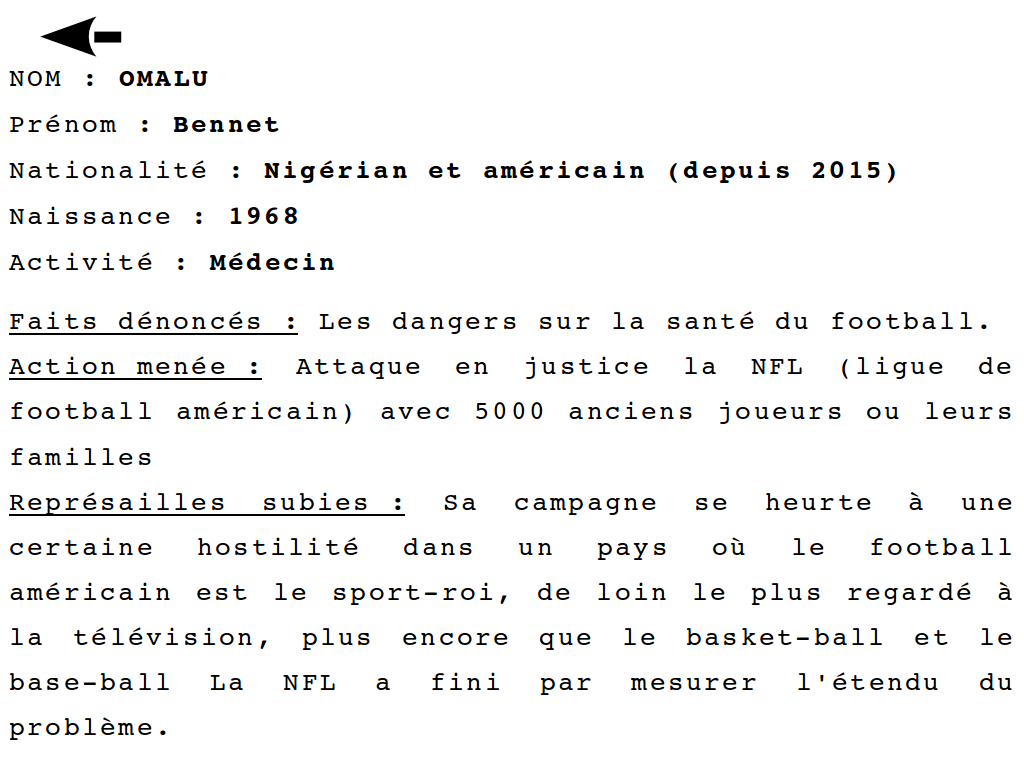 NOM : OMALU
Prénom : Bennet
Nationalité : Nigérian et américain (depuis 2015)
Naissance : 1968
Activité : Médecin
Faits dénoncés : Les dangers sur la santé du football.
Action menée : Attaque en justice la NFL (ligue de
football américain) avec 5000 anciens joueurs ou leurs
familles
Représailles subies : Sa campagne se heurte à une
certaine hostilité dans un pays où le football
américain est le sport-roi, de loin le plus regardé à
la télévision, plus encore que le basket-ball et le
base-ball La NFL a fini par mesurer l'étendu du
problème.